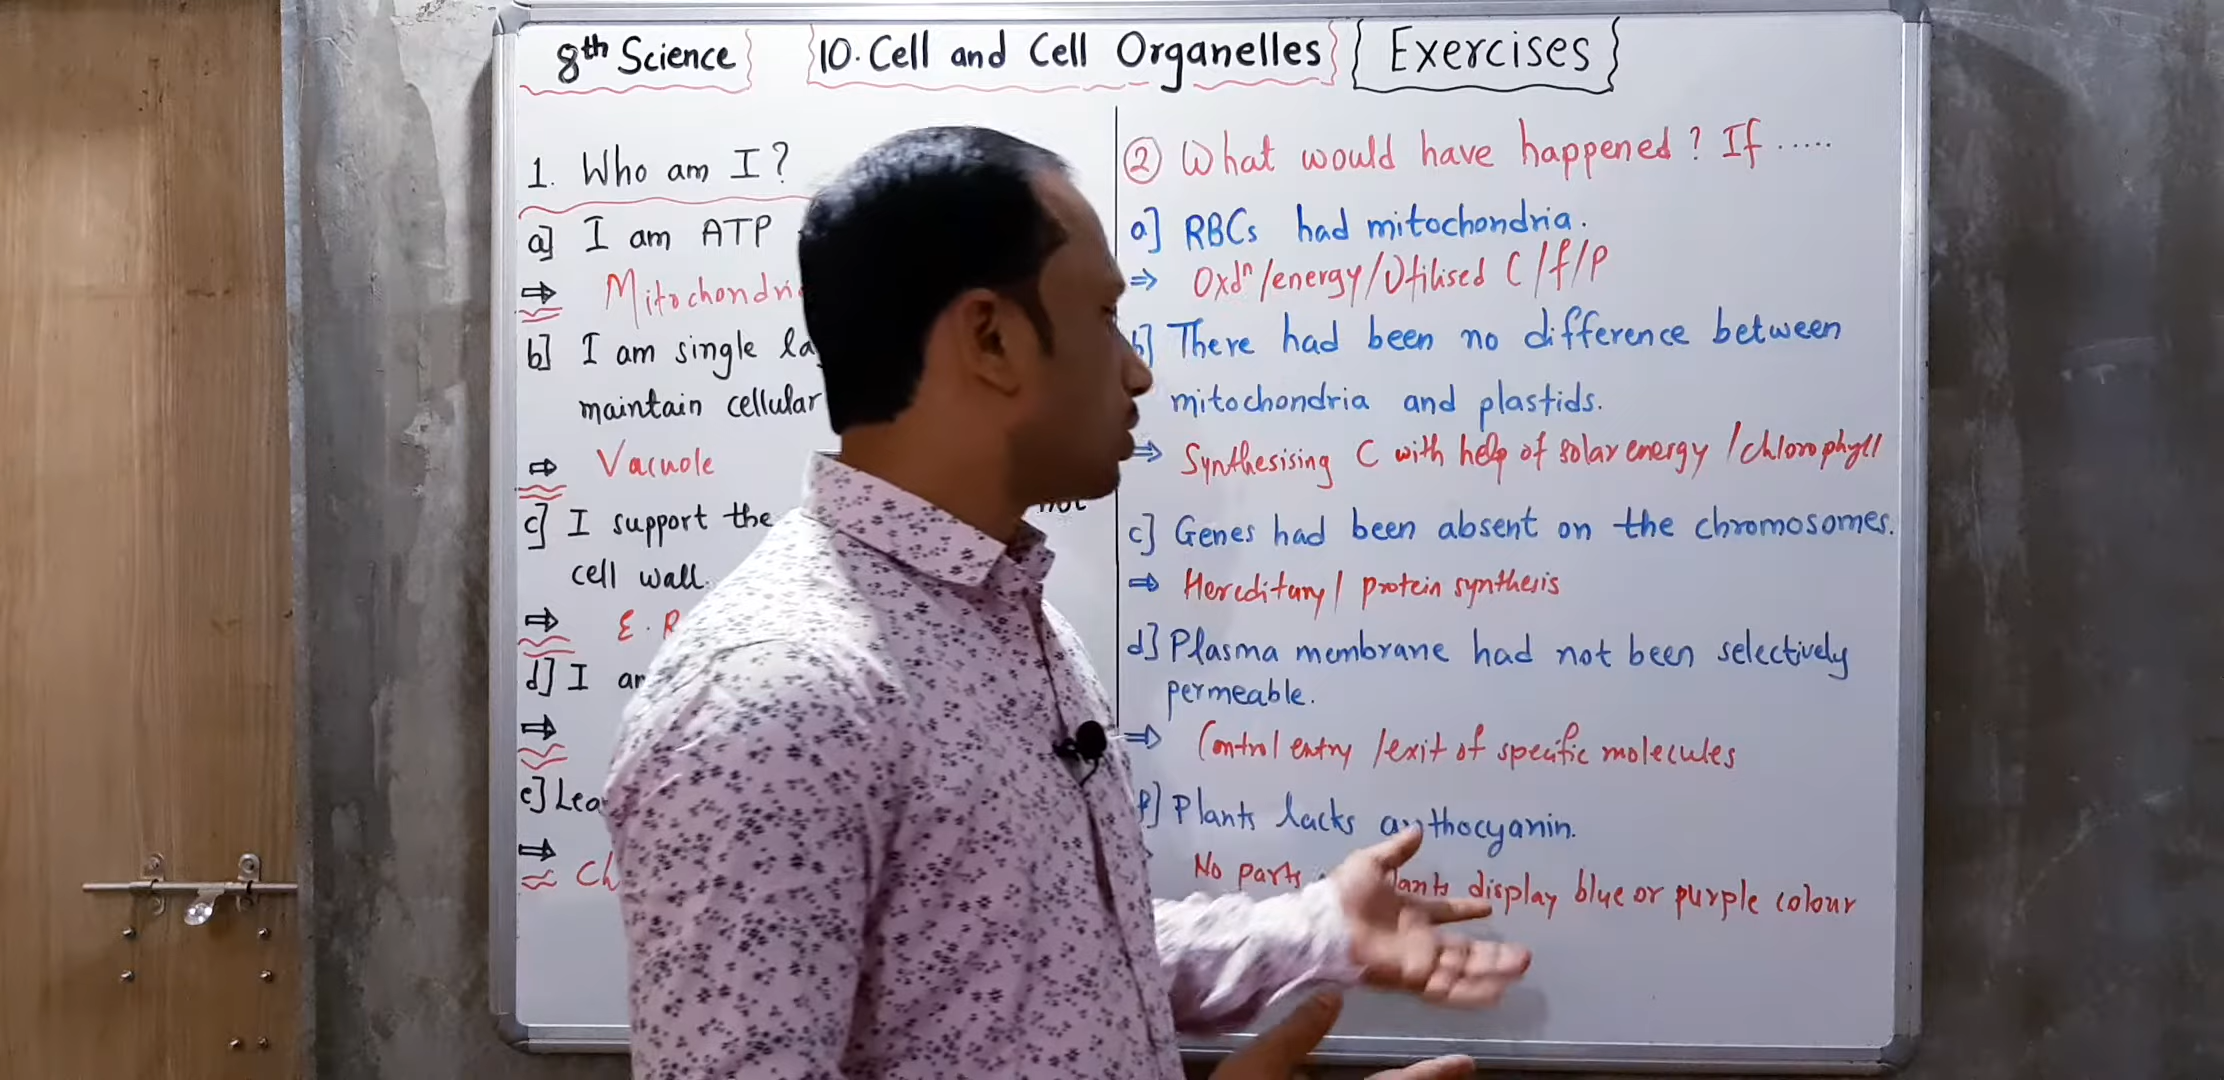 8th Science
10. Cell and Cell Organelles
Exercises
1. Who am I?
a] I am ATP
⇒ Mitochondri
b] I am single la
maintain cellular
⇒ Vacuole
c] I support the
not
cell wall.
⇒ E. R
d] I
⇒
e] Lea
⇒ Ch
② What would have happened? If .....
a] RBCs had mitochondria.
⇒ Oxdⁿ/energy/Utilised C/f/P
b] There had been no difference between
mitochondria and plastids.
⇒ Synthesising C with help of solar energy /chlorophyll
c] Genes had been absent on the chromosomes.
⇒ Hereditary/ protein synthesis
d] Plasma membrane had not been selectively
permeable.
⇒ Control entry /exit of specific molecules
f] Plants lacks anthocyanin.
No parts display blue or purple colour